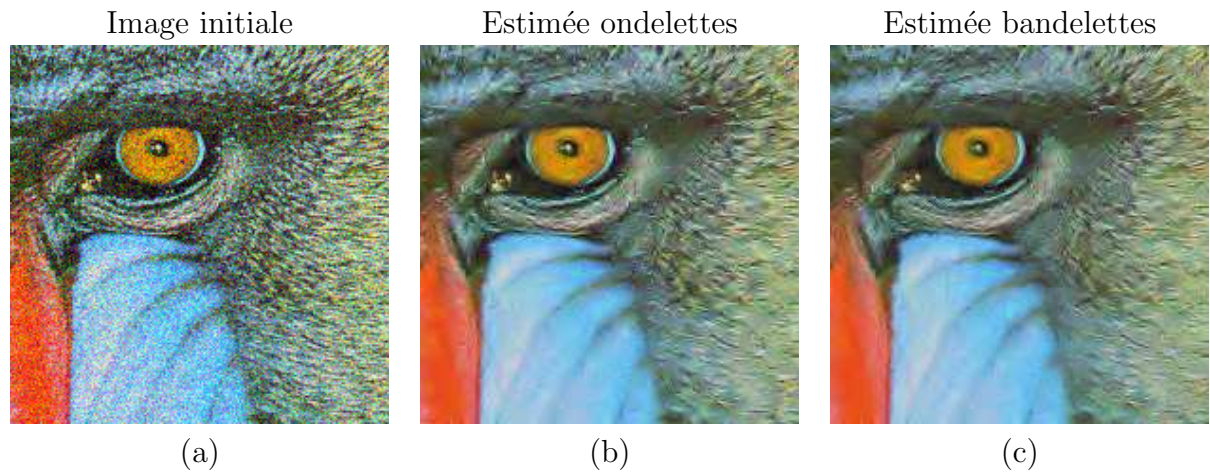 Image initiale
Estimée ondelettes
Estimée bandelettes
(a)
(b)
(c)